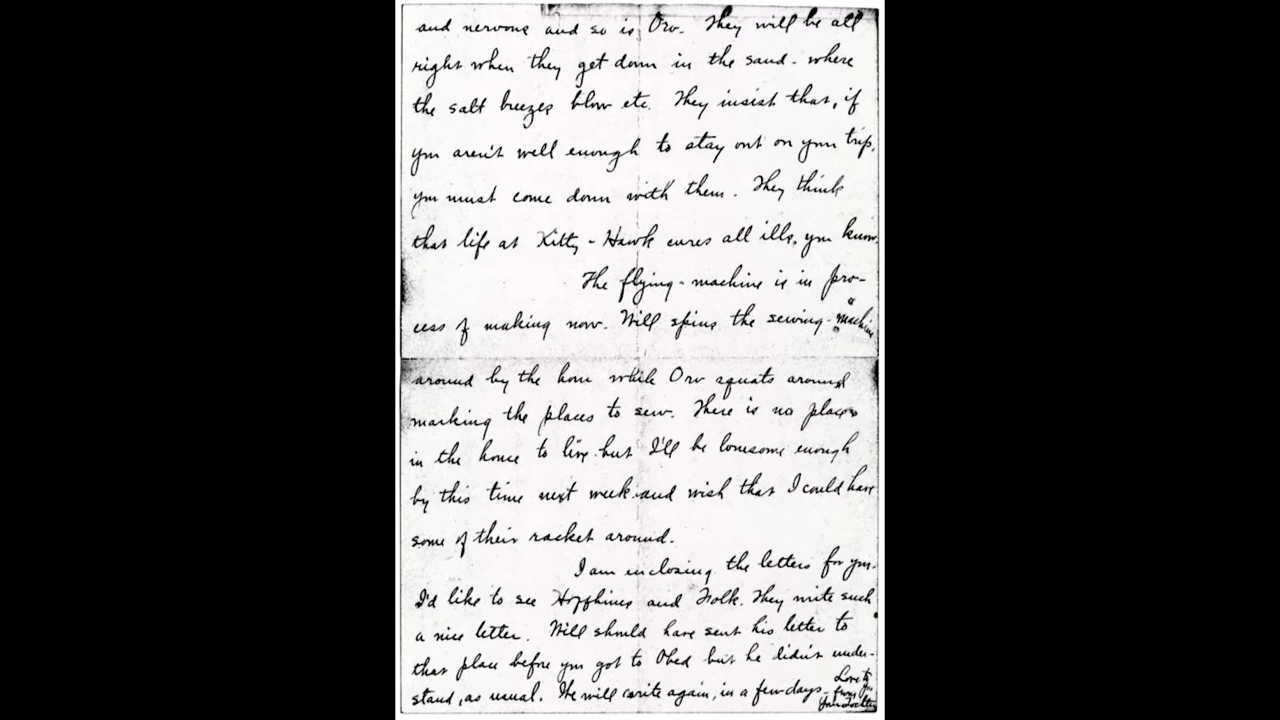 and nervous and so is Orv. They will be all
right when they get down in the sand - where
the salt breezes blow etc. They insist that, if
you aren't well enough to stay out on your trip,
you must come down with them. They think
that life at Kitty-Hawk cures all ills, you know.
The flying-machine is in pro-
cess of making now. Will spins the sewing-machine
around by the hour while Orv squats around
marking the places to sew. There is no place
in the house to live but I'll be lonesome enough
by this time next week and wish that I could have
some of their racket around.
I am enclosing the letters for you.
I'd like to see and They write such
a nice letter. Will should have sent his letter to
that place before you got to Obed but he didn't under-
stand, as usual. He will write again, in a few days -
Love to you
from